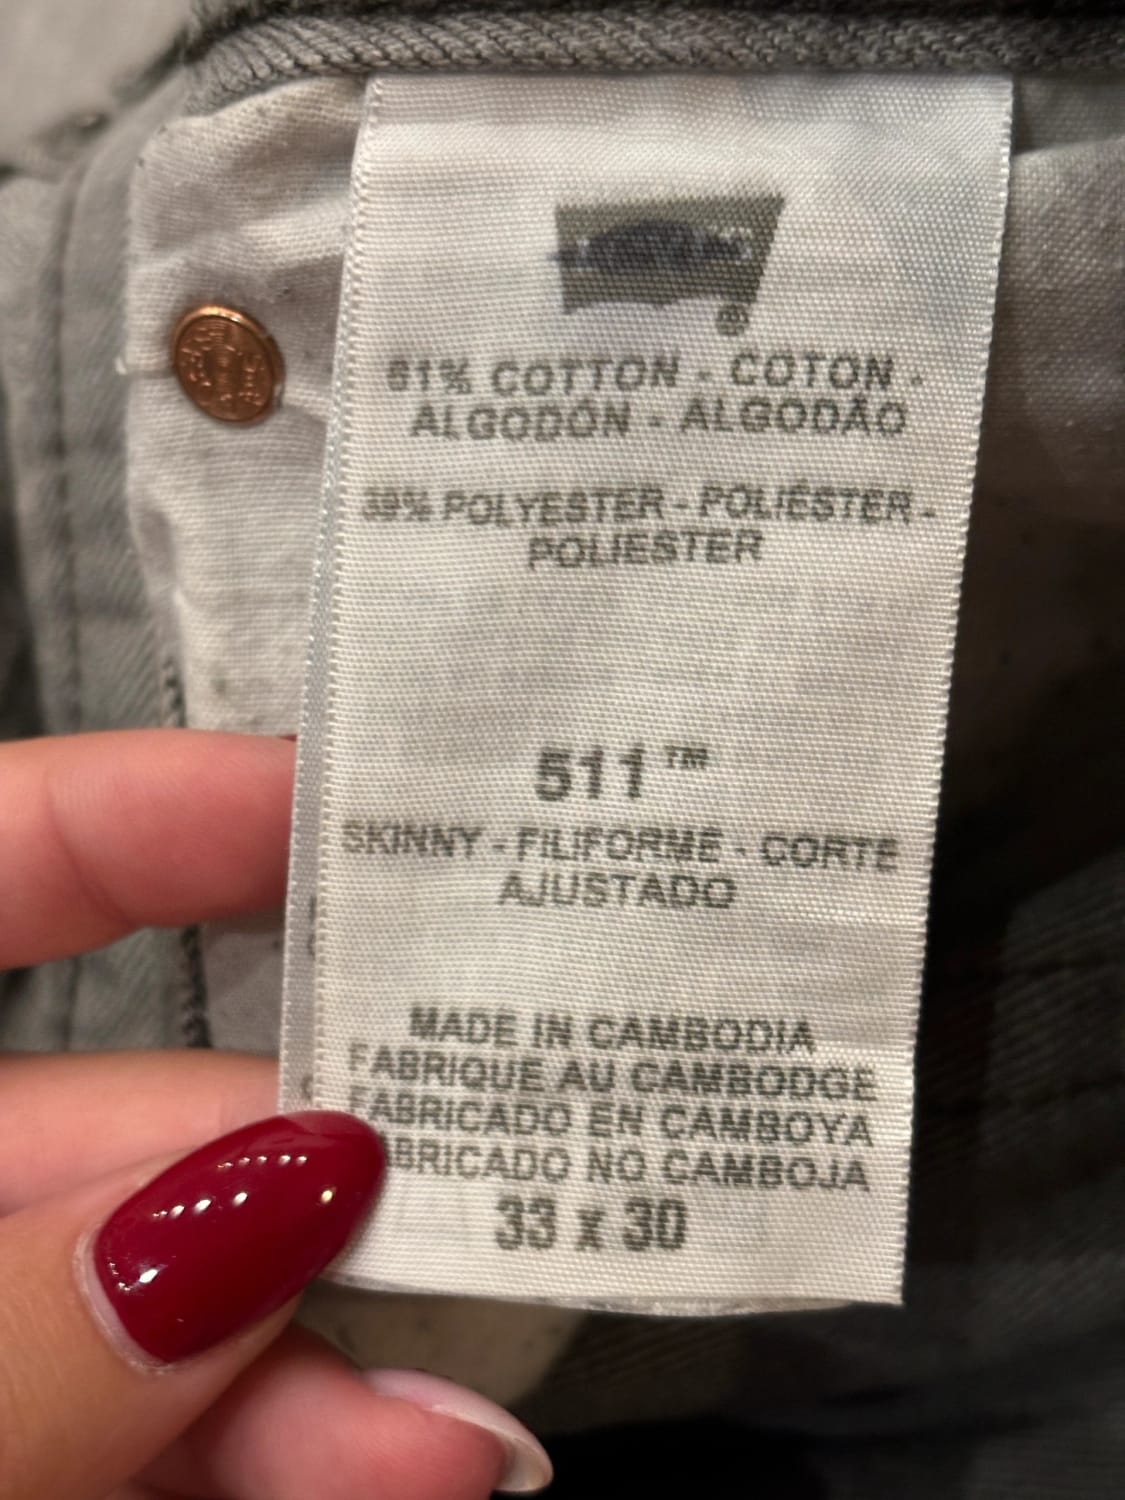 61% COTTON - COTON -
ALGODÓN - ALGODÃO
39% POLYESTER - POLIÉSTER -
POLIESTER
511™
SKINNY - FILIFORME - CORTE
AJUSTADO
MADE IN CAMBODIA
FABRIQUE AU CAMBODGE
FABRICADO EN CAMBOYA
FABRICADO NO CAMBOJA
33 x 30